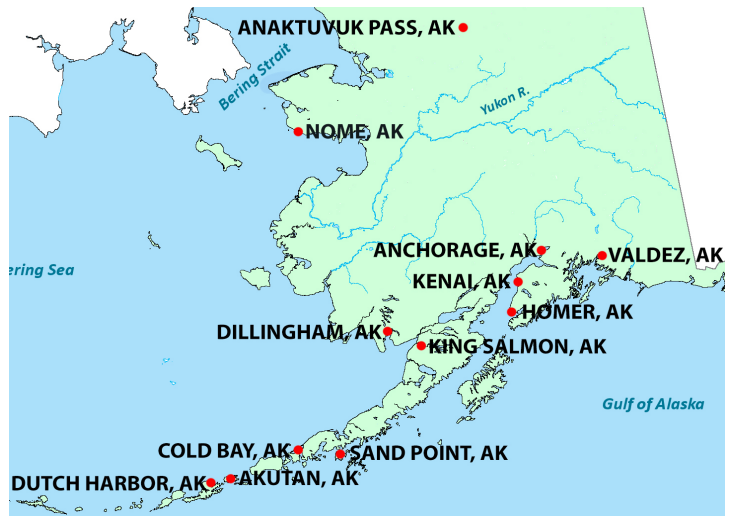 ANAKTUVUK PASS, AK
Bering Strait
Yukon R.
NOME, AK
ANCHORAGE, AK
VALDEZ, AK
ering Sea
KENAI, AK
HOMER, AK
DILLINGHAM, AK
KING SALMON, AK
Gulf of Alaska
COLD BAY, AK
SAND POINT, AK
AKUTAN, AK
DUTCH HARBOR, AK